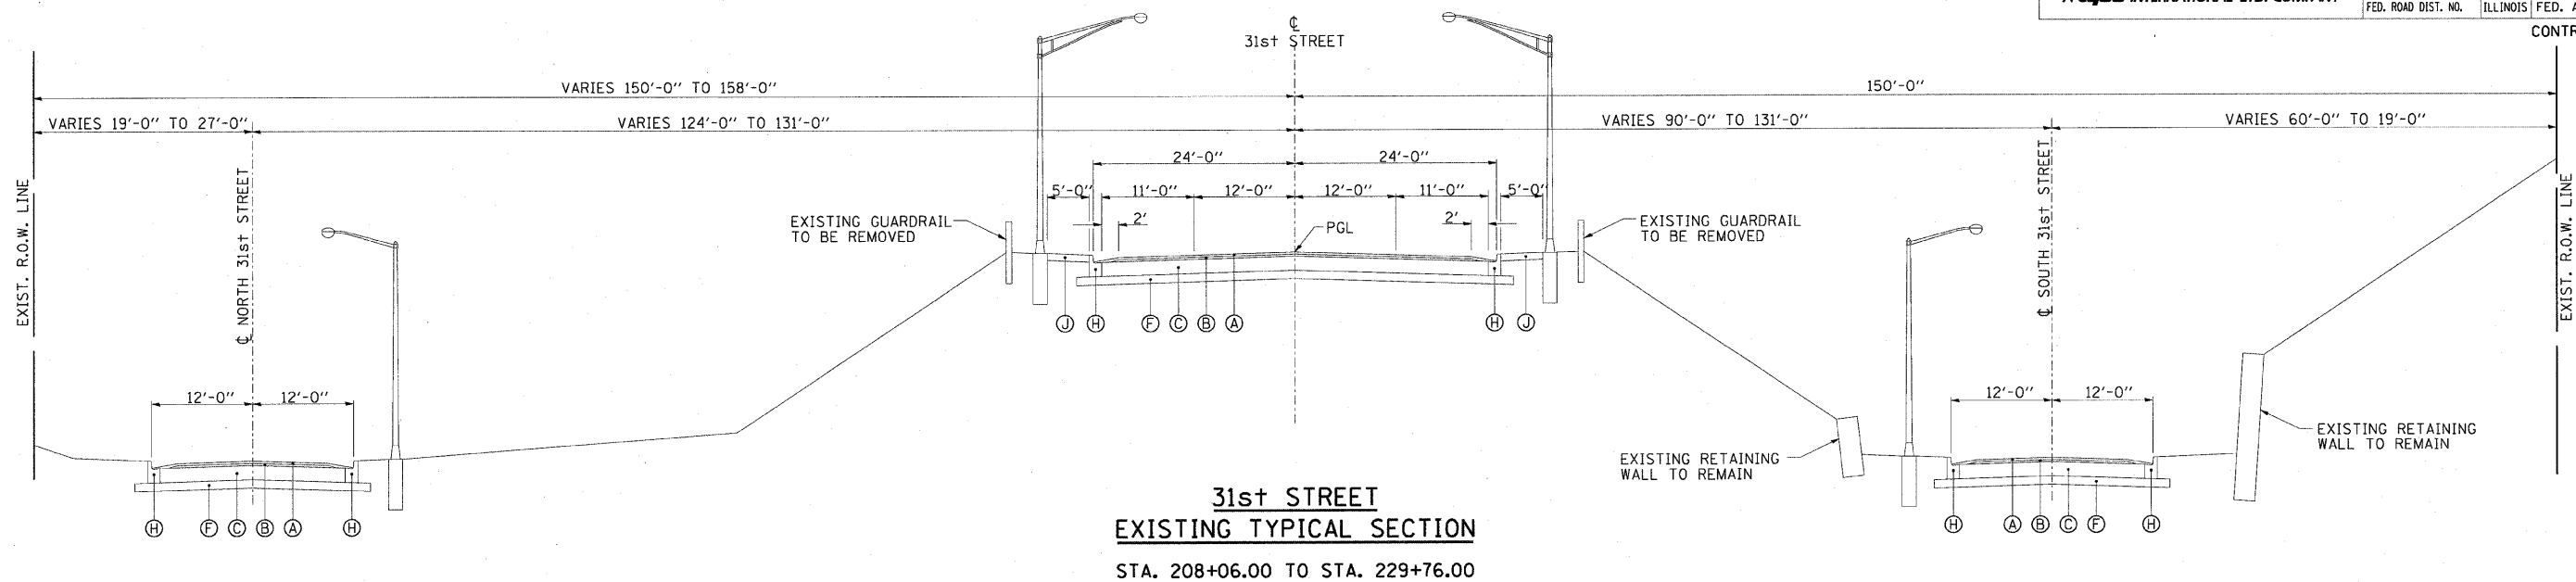 INTERNATIONAL LTD. COMPANY
FED. ROAD DIST. NO. ILLINOIS FED. A
CONTR
℄
31st STREET
VARIES 150'-0" TO 158'-0"
150'-0"
VARIES 19'-0" TO 27'-0"
VARIES 124'-0" TO 131'-0"
VARIES 90'-0" TO 131'-0"
VARIES 60'-0" TO 19'-0"
24'-0"
24'-0"
5'-0"
11'-0"
12'-0"
12'-0"
11'-0"
5'-0"
2'
2'
PGL
EXISTING GUARDRAIL
TO BE REMOVED
EXISTING GUARDRAIL
TO BE REMOVED
EXIST. R.O.W. LINE
℄ NORTH 31st STREET
℄ SOUTH 31st STREET
EXIST. R.O.W. LINE
J H F C B A H J
12'-0"
12'-0"
12'-0"
12'-0"
EXISTING RETAINING
WALL TO REMAIN
EXISTING RETAINING
WALL TO REMAIN
H F C B A H
H A B C F H
31st STREET
EXISTING TYPICAL SECTION
STA. 208+06.00 TO STA. 229+76.00